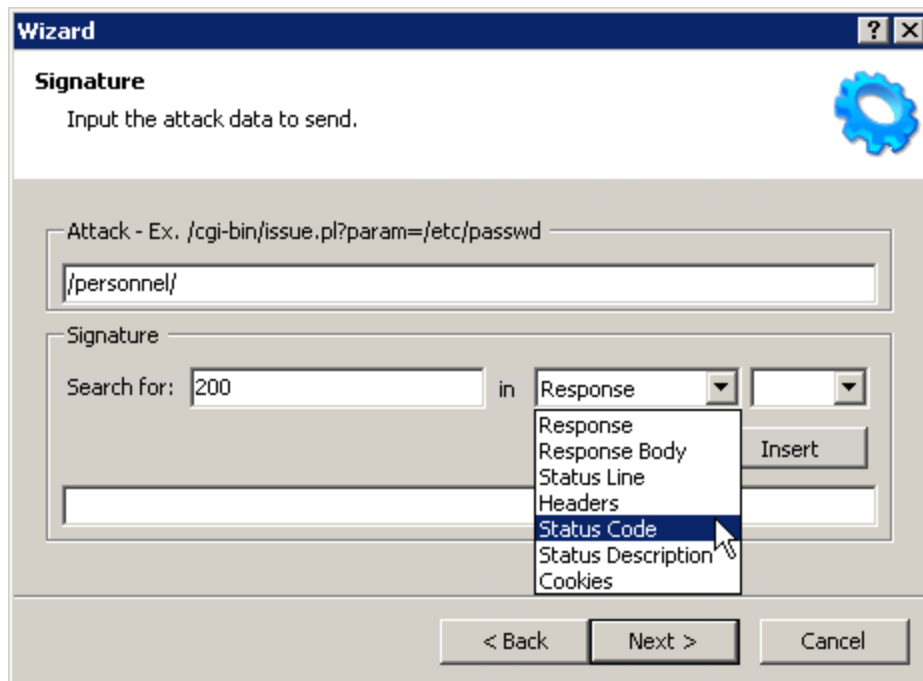 Wizard
Signature
Input the attack data to send.
Attack - Ex. /cgi-bin/issue.pl?param=/etc/passwd
/personnel/
Signature
Search for: 200 in Response
Response
Response Body
Insert
Status Line
Headers
Status Code
Status Description
Cookies
< Back Next > Cancel